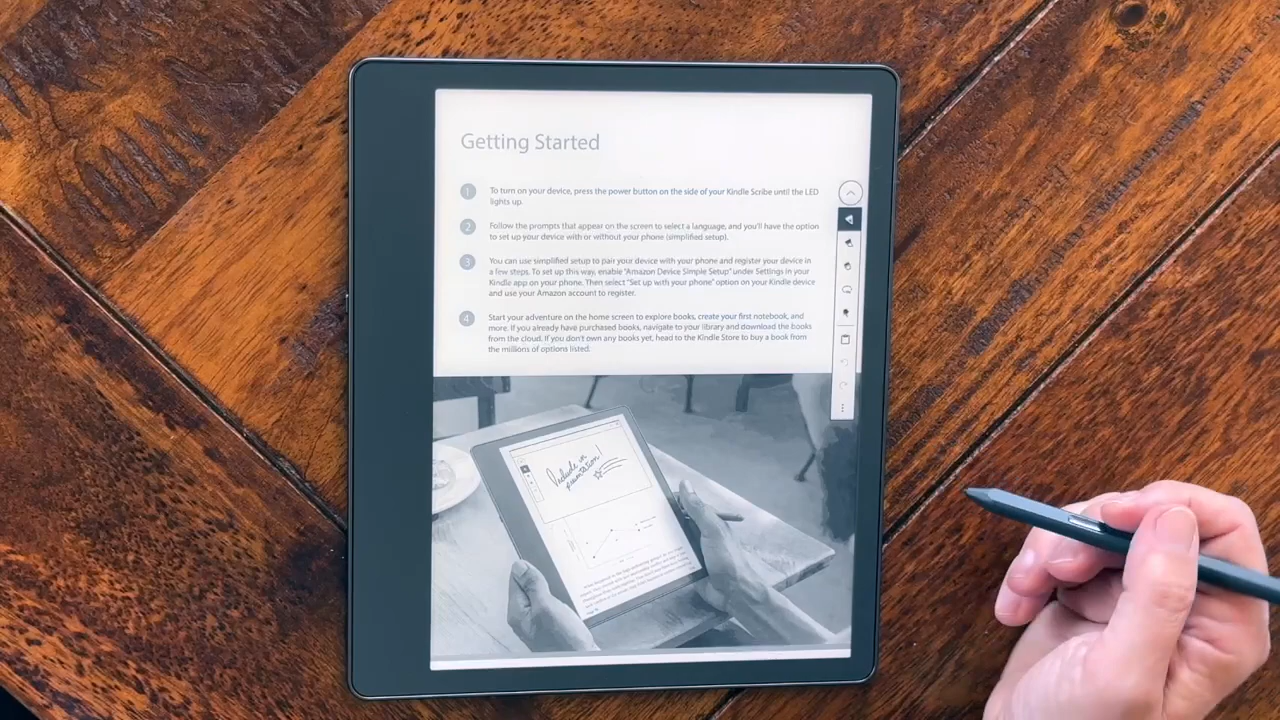 Getting Started
1 To turn on your device, press the power button on the side of your Kindle Scribe until the LED
lights up.
2 Follow the prompts that appear on the screen to select a language, and you'll have the option
to set up your device with or without your phone (simplified setup).
3 You can use simplified setup to pair your device with your phone and register your device in
a few steps. To set up this way, enable "Amazon Device Simple Setup" under Settings in your
Kindle app on your phone. Then select "Set up with your phone" option on your Kindle device
and use your Amazon account to register.
4 Start your adventure on the home screen to explore books, create your first notebook, and
more. If you already have purchased books, navigate to your library and download the books
from the cloud. If you don't own any books yet, head to the Kindle Store to buy a book from
the millions of options listed.
Include in
presentation!